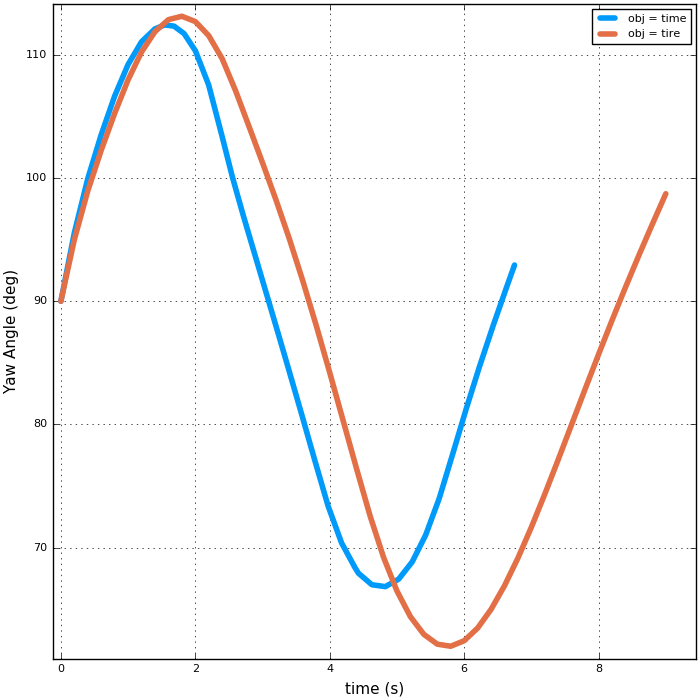 obj = time
obj = tire
110
100
90
80
70
Yaw Angle (deg)
0 2 4 6 8
time (s)